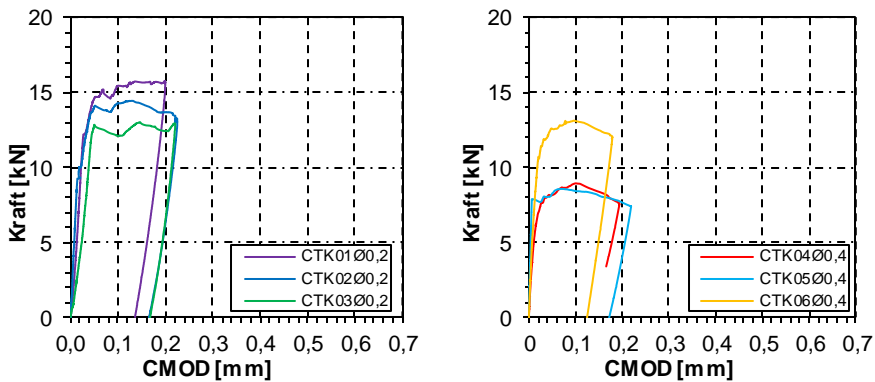 20
15
10
5
0
Kraft [kN]
CTK01Ø0,2
CTK02Ø0,2
CTK03Ø0,2
0,0 0,1 0,2 0,3 0,4 0,5 0,6 0,7
CMOD [mm]
20
15
10
5
0
Kraft [kN]
CTK04Ø0,4
CTK05Ø0,4
CTK06Ø0,4
0 0,1 0,2 0,3 0,4 0,5 0,6 0,7
CMOD [mm]